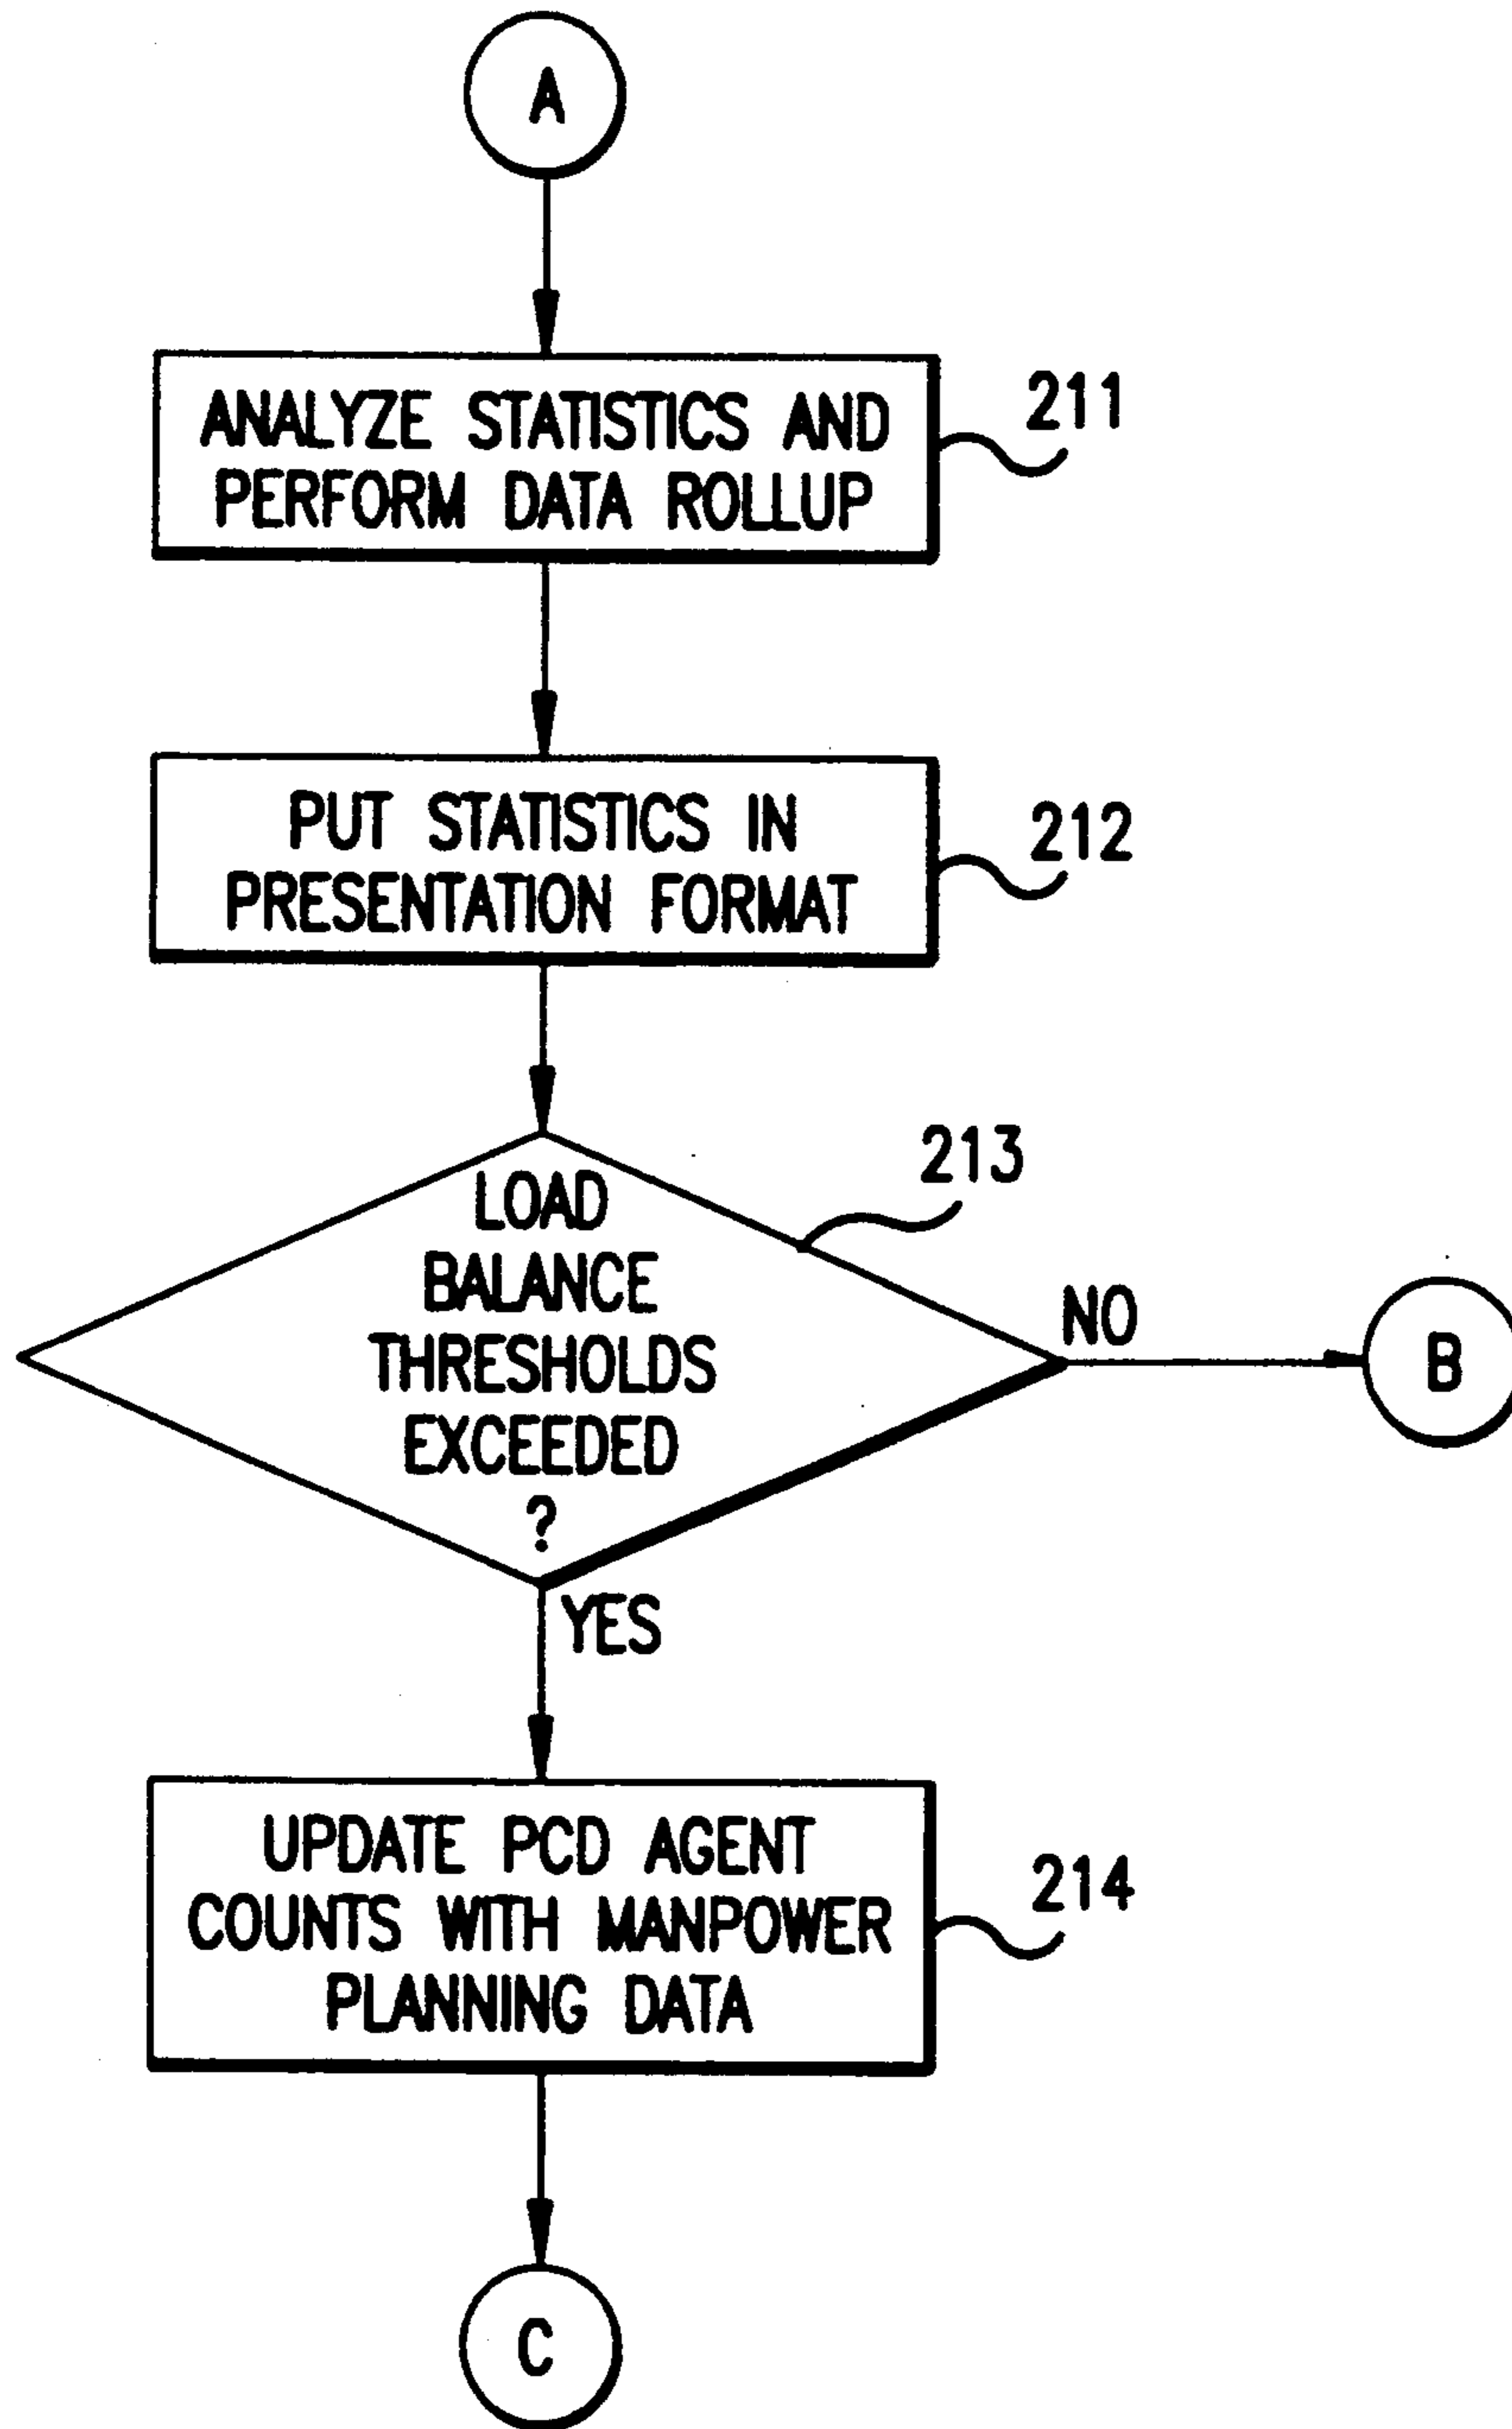 A
ANALYZE STATISTICS AND
PERFORM DATA ROLLUP
211
PUT STATISTICS IN
PRESENTATION FORMAT
212
213
LOAD
BALANCE
THRESHOLDS
EXCEEDED
?
NO
B
YES
UPDATE PCD AGENT
COUNTS WITH MANPOWER
PLANNING DATA
214
C